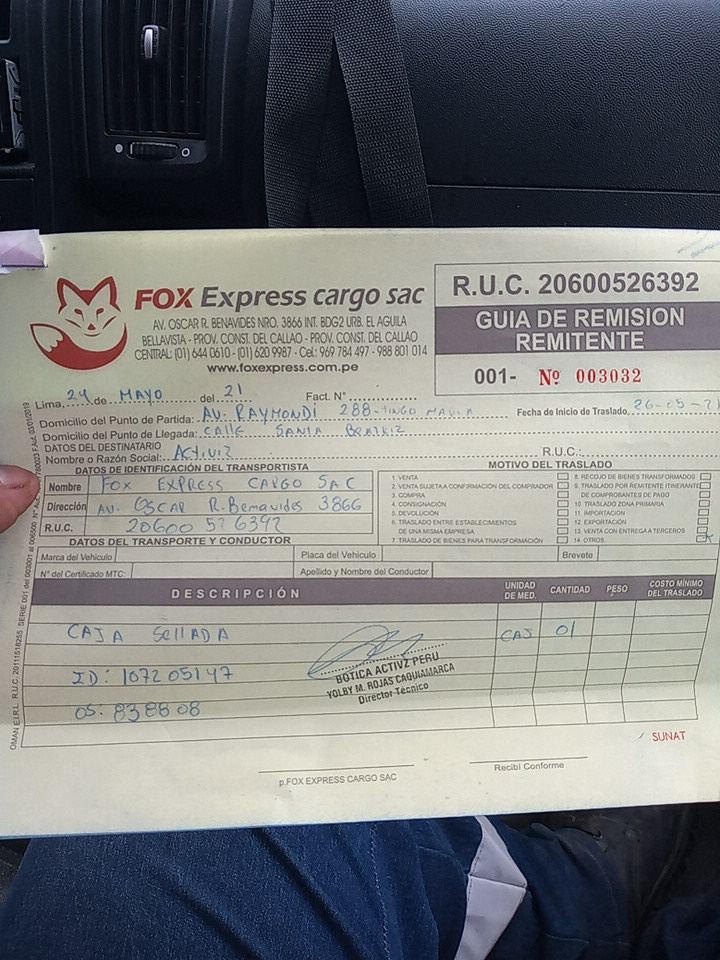 FOX Express cargo sac
AV. OSCAR R. BENAVIDES NRO. 3866 INT. BDG2 URB. EL AGUILA
BELLAVISTA - PROV. CONST. DEL CALLAO - PROV. CONST. DEL CALLAO
CENTRAL: (01) 644 0610 - (01) 620 9987 - Cel.: 969 784 497 - 988 801 014
www.foxexpress.com.pe
R.U.C. 20600526392
GUIA DE REMISION
REMITENTE
001- Nº 003032
Lima, 24 de MAYO del 21 Fact. N°
Domicilio del Punto de Partida: AV. RAYMONDI 288-TINGO MARIA Fecha de Inicio de Traslado, 26-05-21
Domicilio del Punto de Llegada: CALLE SANTA BEATRIZ
DATOS DEL DESTINATARIO
Nombre o Razón Social: ACTIVIZ R.U.C.:
DATOS DE IDENTIFICACIÓN DEL TRANSPORTISTA
Nombre FOX EXPRESS CARGO SAC
Dirección AV. OSCAR R. Benavides 3866
R.U.C. 20600526392
MOTIVO DEL TRASLADO
1. VENTA
2. VENTA SUJETA A CONFIRMACIÓN DEL COMPRADOR
3. COMPRA
4. CONSIGNACIÓN
5. DEVOLUCIÓN
6. TRASLADO ENTRE ESTABLECIMIENTOS
DE UNA MISMA EMPRESA
7. TRASLADO DE BIENES PARA TRANSFORMACIÓN
8. RECOJO DE BIENES TRANSFORMADOS
9. TRASLADO POR REMITENTE ITINERANTE
DE COMPROBANTES DE PAGO
10. TRASLADO ZONA PRIMARIA
11. IMPORTACIÓN
12. EXPORTACIÓN
13. VENTA CON ENTREGA A TERCEROS
14. OTROS x
DATOS DEL TRANSPORTE Y CONDUCTOR
Marca del Vehículo Placa del Vehículo Brevete
N° del Certificado MTC: Apellido y Nombre del Conductor
DESCRIPCIÓN UNIDAD DE MED. CANTIDAD PESO COSTO MÍNIMO DEL TRASLADO
CAJA SELLADA CAJ 01
ID: 107205147
OS: 838808
BOTICA ACTIVZ PERU
YOLBY M. ROJAS CAQUIAMARCA
Director Técnico
SUNAT
p.FOX EXPRESS CARGO SAC
Recibí Conforme